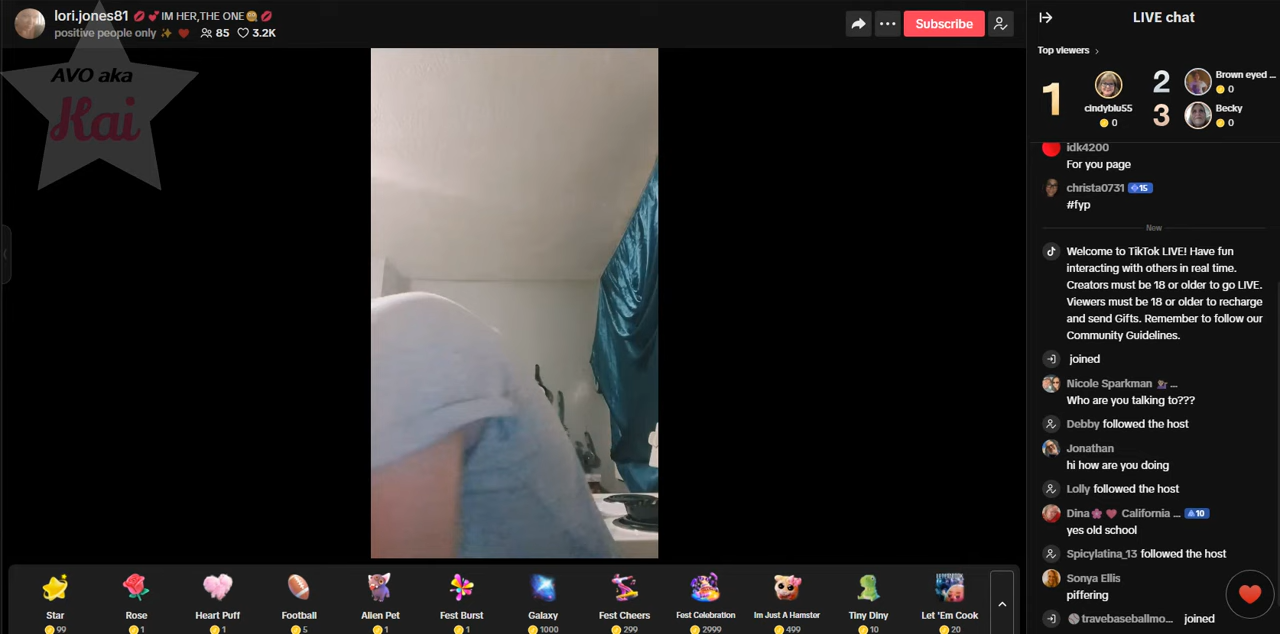 lori.jones81 💋💕IM HER,THE ONE😊💋
positive people only ✨ ❤️ 85 3.2K
Subscribe
AVO aka
Kai
LIVE chat
Top viewers >
1 cindyblu55 0
2 Brown eyed ... 0
3 Becky 0
idk4200
For you page
christa0731 15
#fyp
New
Welcome to TikTok LIVE! Have fun
interacting with others in real time.
Creators must be 18 or older to go LIVE.
Viewers must be 18 or older to recharge
and send Gifts. Remember to follow our
Community Guidelines.
joined
Nicole Sparkman ...
Who are you talking to???
Debby followed the host
Jonathan
hi how are you doing
Lolly followed the host
Dina🌸 ❤️ California ... 10
yes old school
Spicylatina_13 followed the host
Sonya Ellis
piffering
⚾ travebaseballmo... joined
Star
99
Rose
1
Heart Puff
1
Football
5
Alien Pet
1
Fest Burst
1
Galaxy
1000
Fest Cheers
299
Fest Celebration
2999
Im Just A Hamster
499
Tiny Diny
10
Let 'Em Cook
20